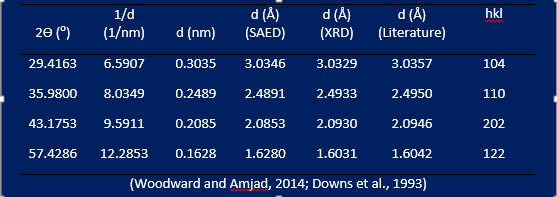 2Ɵ (⁰) 1/d (1/nm) d (nm) d (Å) (SAED) d (Å) (XRD) d (Å) (Literature) hkl
29.4163 6.5907 0.3035 3.0346 3.0329 3.0357 104
35.9800 8.0349 0.2489 2.4891 2.4933 2.4950 110
43.1753 9.5911 0.2085 2.0853 2.0930 2.0946 202
57.4286 12.2853 0.1628 1.6280 1.6031 1.6042 122
(Woodward and Amjad, 2014; Downs et al., 1993)